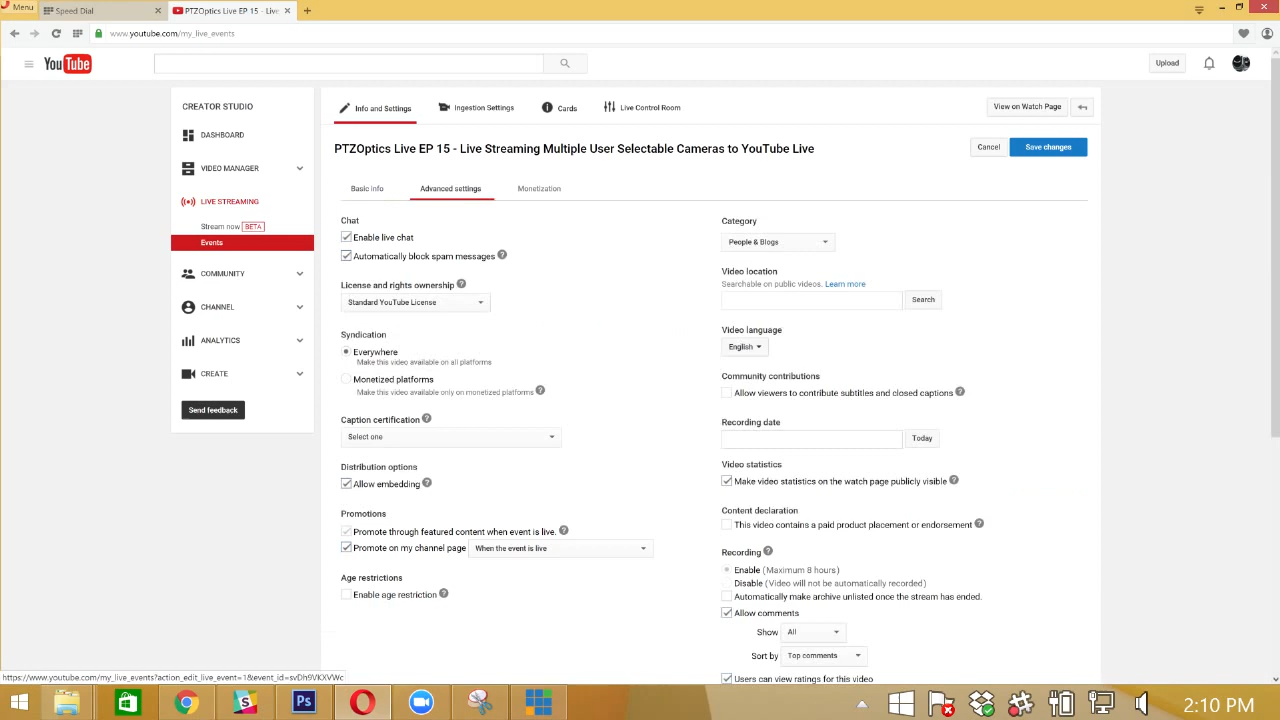 Menu
Speed Dial
PTZOptics Live EP 15 - Live
www.youtube.com/my_live_events
YouTube
Upload
CREATOR STUDIO
DASHBOARD
VIDEO MANAGER
LIVE STREAMING
Stream now BETA
Events
COMMUNITY
CHANNEL
ANALYTICS
CREATE
Send feedback
Info and Settings
Ingestion Settings
Cards
Live Control Room
View on Watch Page
PTZOptics Live EP 15 - Live Streaming Multiple User Selectable Cameras to YouTube Live
Cancel
Save changes
Basic info
Advanced settings
Monetization
Chat
Enable live chat
Automatically block spam messages ?
License and rights ownership ?
Standard YouTube License
Syndication
Everywhere
Make this video available on all platforms
Monetized platforms
Make this video available only on monetized platforms ?
Caption certification ?
Select one
Distribution options
Allow embedding ?
Promotions
Promote through featured content when event is live. ?
Promote on my channel page
When the event is live
Age restrictions
Enable age restriction ?
Category
People & Blogs
Video location
Searchable on public videos. Learn more
Search
Video language
English
Community contributions
Allow viewers to contribute subtitles and closed captions ?
Recording date
Today
Video statistics
Make video statistics on the watch page publicly visible ?
Content declaration
This video contains a paid product placement or endorsement ?
Recording ?
Enable (Maximum 8 hours)
Disable (Video will not be automatically recorded)
Automatically make archive unlisted once the stream has ended.
Allow comments
Show All
Sort by Top comments
Users can view ratings for this video
https://www.youtube.com/my_live_events?action_edit_live_event=1&event_id=svDh9VKXVWc
Ps
2:10 PM